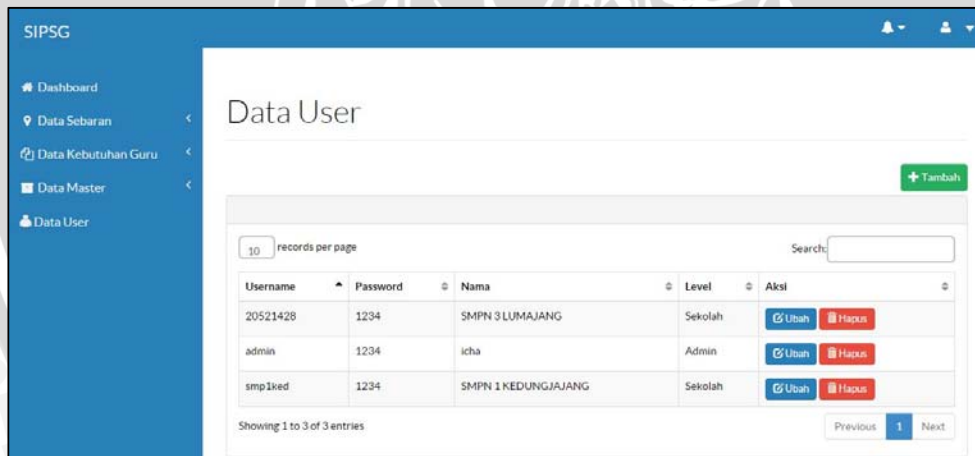 SIPSG
Dashboard
Data Sebaran
Data Kebutuhan Guru
Data Master
Data User
Data User
Tambah
10 records per page
Search:
Username Password Nama Level Aksi
20521428 1234 SMPN 3 LUMAJANG Sekolah Ubah Hapus
admin 1234 icha Admin Ubah Hapus
smp1ked 1234 SMPN 1 KEDUNGJAJANG Sekolah Ubah Hapus
Showing 1 to 3 of 3 entries
Previous 1 Next